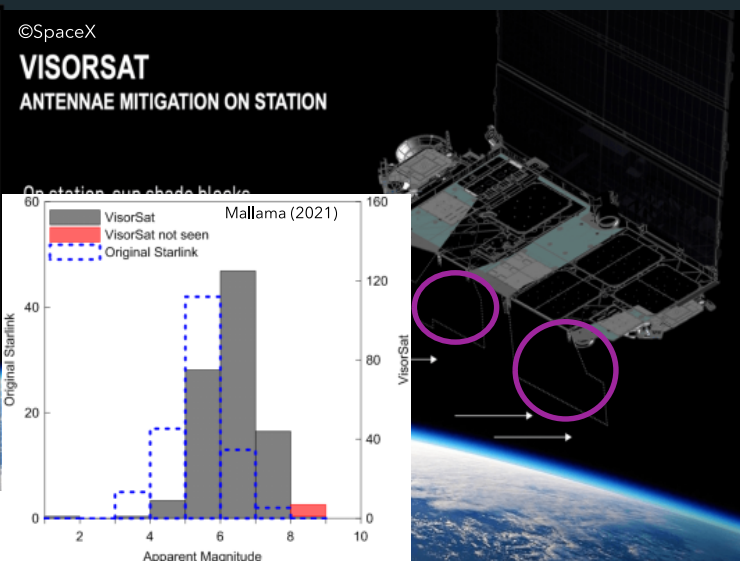 ©SpaceX
VISORSAT
ANTENNAE MITIGATION ON STATION
On station, sun shade blocks
Mallama (2021)
VisorSat
VisorSat not seen
Original Starlink
60
40
20
0
Original Starlink
160
120
80
40
0
VisorSat
2
4
6
8
10
Apparent Magnitude